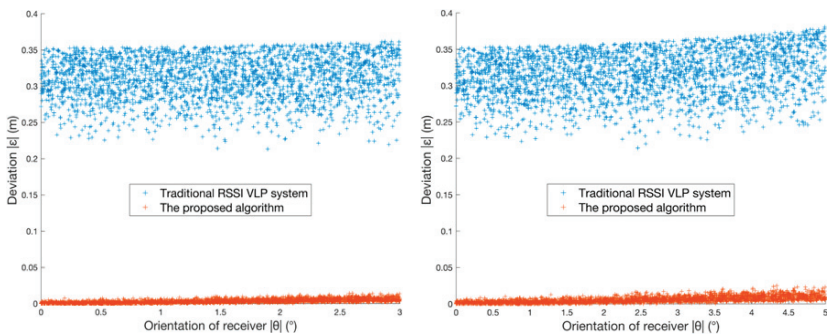 0.4
0.35
0.3
0.25
0.2
0.15
0.1
0.05
0
Deviation |ε| (m)
Traditional RSSI VLP system
The proposed algorithm
0 0.5 1 1.5 2 2.5 3
Orientation of receiver |θ| (°)
0.4
0.35
0.3
0.25
0.2
0.15
0.1
0.05
0
Deviation |ε| (m)
Traditional RSSI VLP system
The proposed algorithm
0 0.5 1 1.5 2 2.5 3 3.5 4 4.5 5
Orientation of receiver |θ| (°)